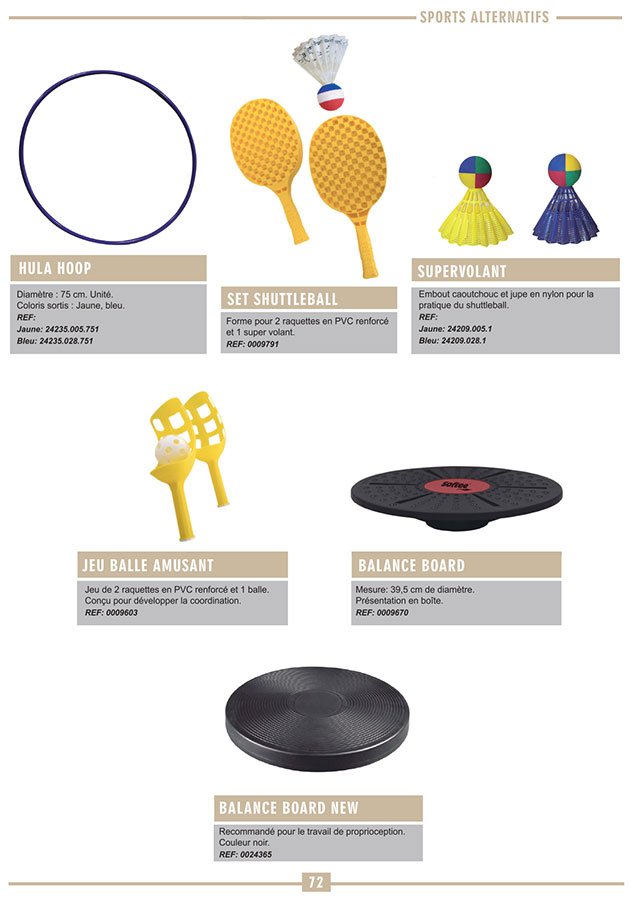 SPORTS ALTERNATIFS
HULA HOOP
Diamètre : 75 cm. Unité.
Coloris sortis : Jaune, bleu.
REF:
Jaune: 24235.005.751
Bleu: 24235.028.751
SET SHUTTLEBALL
Forme pour 2 raquettes en PVC renforcé
et 1 super volant.
REF: 0009791
SUPERVOLANT
Embout caoutchouc et jupe en nylon pour la
pratique du shuttleball.
REF:
Jaune: 24209.005.1
Bleu: 24209.028.1
JEU BALLE AMUSANT
Jeu de 2 raquettes en PVC renforcé et 1 balle.
Conçu pour développer la coordination.
REF: 0009603
Softee
BALANCE BOARD
Mesure: 39,5 cm de diamètre.
Présentation en boîte.
REF: 0009670
BALANCE BOARD NEW
Recommandé pour le travail de proprioception.
Couleur noir.
REF: 0024365
72